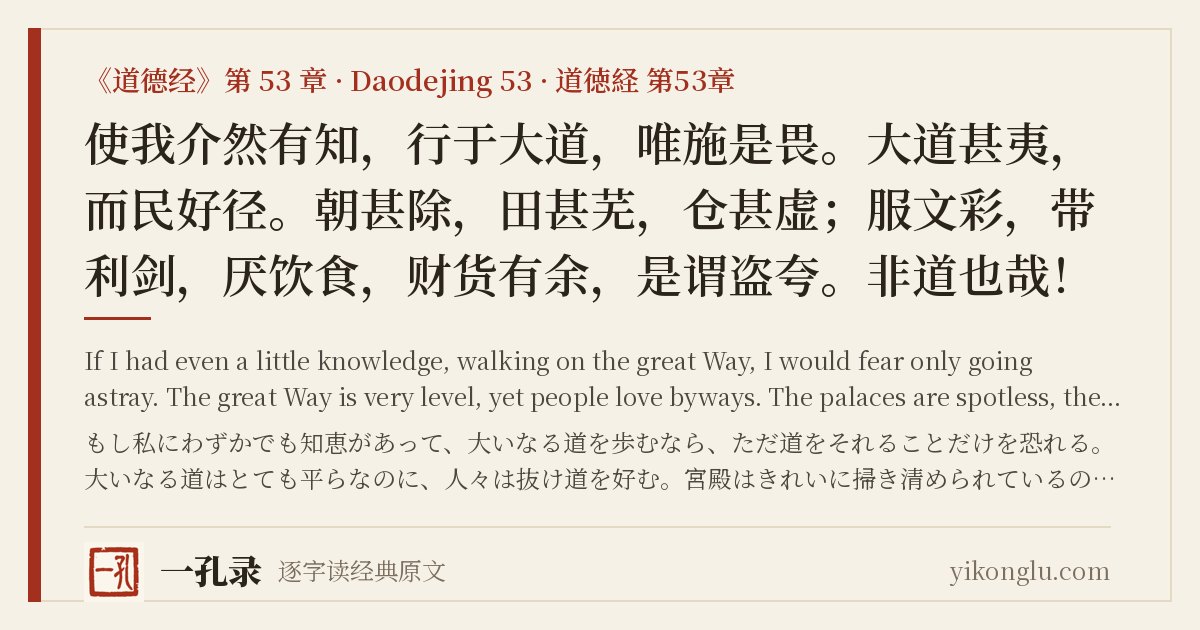 《道德经》第 53 章 · Daodejing 53 · 道徳経 第53章
使我介然有知，行于大道，唯施是畏。大道甚夷，
而民好径。朝甚除，田甚芜，仓甚虚；服文彩，带
利剑，厌饮食，财货有余，是谓盗夸。非道也哉！
If I had even a little knowledge, walking on the great Way, I would fear only going
astray. The great Way is very level, yet people love byways. The palaces are spotless, the...
もし私にわずかでも知恵があって、大いなる道を歩むなら、ただ道をそれることだけを恐れる。
大いなる道はとても平らなのに、人々は抜け道を好む。宮殿はきれいに掃き清められているの…
一孔
一孔录 逐字读经典原文 yikonglu.com